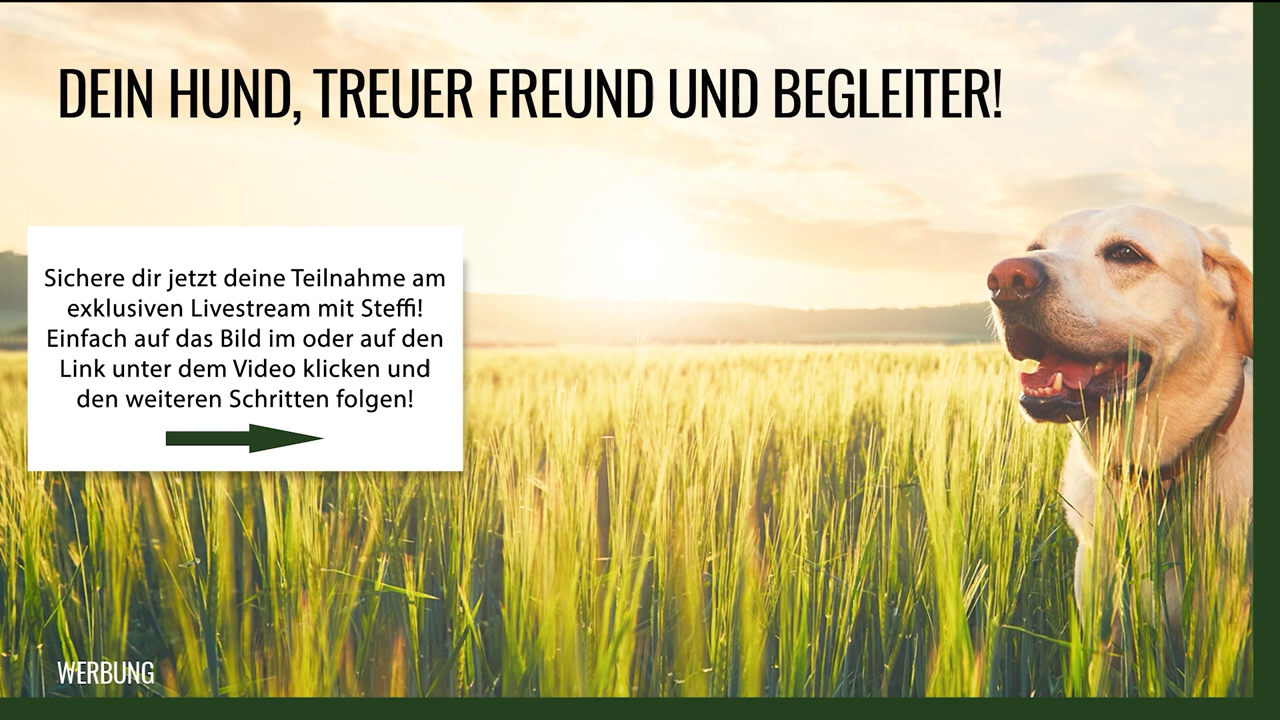 DEIN HUND, TREUER FREUND UND BEGLEITER!
Sichere dir jetzt deine Teilnahme am
exklusiven Livestream mit Steffi!
Einfach auf das Bild im oder auf den
Link unter dem Video klicken und
den weiteren Schritten folgen!
WERBUNG